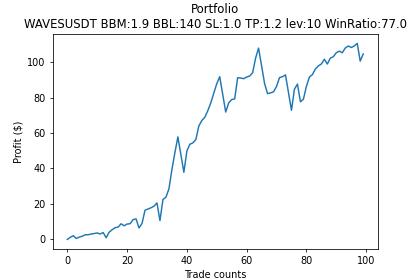 Portfolio
WAVESUSDT BBM:1.9 BBL:140 SL:1.0 TP:1.2 lev:10 WinRatio:77.0
Profit ($)
100
80
60
40
20
0
0 20 40 60 80 100
Trade counts